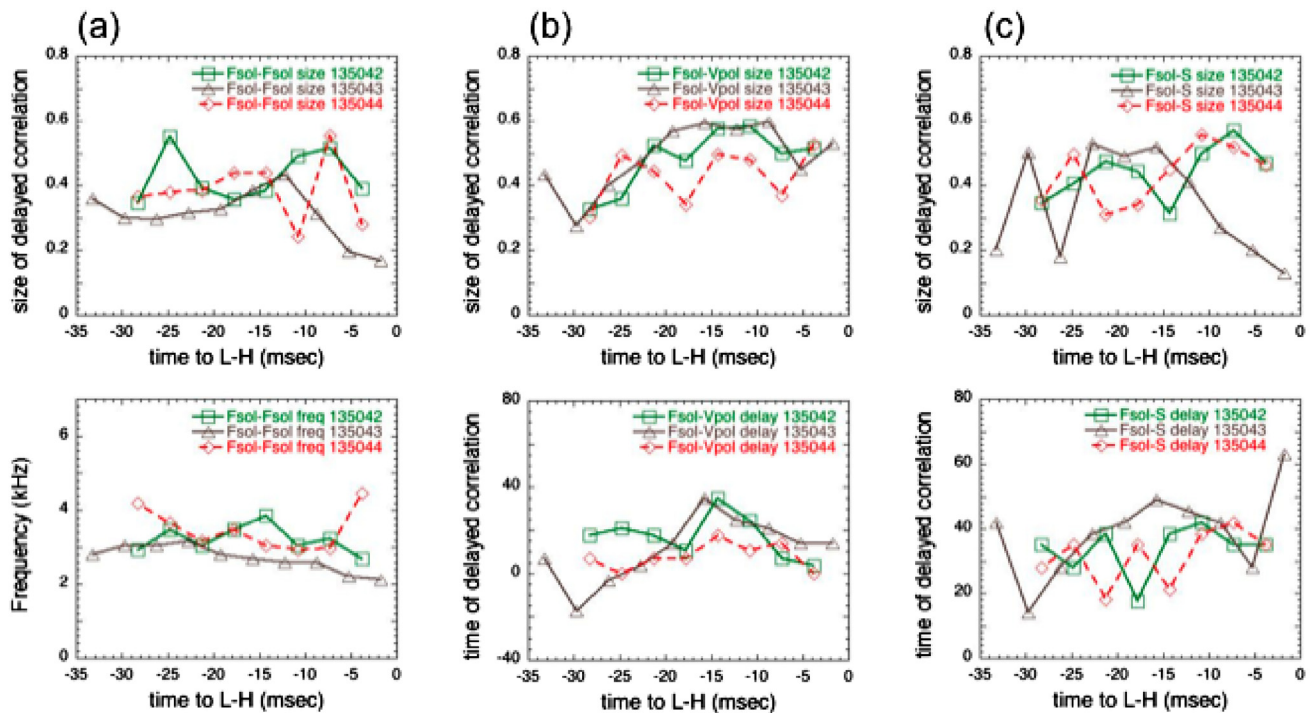 (a)
(b)
(c)
0.8
0.6
0.4
0.2
0
size of delayed correlation
Fsol-Fsol size 135042
Fsol-Fsol size 135043
Fsol-Fsol size 135044
-35 -30 -25 -20 -15 -10 -5 0
time to L-H (msec)
0.8
0.6
0.4
0.2
0
size of delayed correlation
Fsol-Vpol size 135042
Fsol-Vpol size 135043
Fsol-Vpol size 135044
-35 -30 -25 -20 -15 -10 -5 0
time to L-H (msec)
0.8
0.6
0.4
0.2
0
size of delayed correlation
Fsol-S size 135042
Fsol-S size 135043
Fsol-S size 135044
-35 -30 -25 -20 -15 -10 -5 0
time to L-H (msec)
6
4
2
0
Frequency (kHz)
Fsol-Fsol freq 135042
Fsol-Fsol freq 135043
Fsol-Fsol freq 135044
-35 -30 -25 -20 -15 -10 -5 0
time to L-H (msec)
80
40
0
-40
time of delayed correlation
Fsol-Vpol delay 135042
Fsol-Vpol delay 135043
Fsol-Vpol delay 135044
-35 -30 -25 -20 -15 -10 -5 0
time to L-H (msec)
80
60
40
20
0
time of delayed correlation
Fsol-S delay 135042
Fsol-S delay 135043
Fsol-S delay 135044
-35 -30 -25 -20 -15 -10 -5 0
time to L-H (msec)